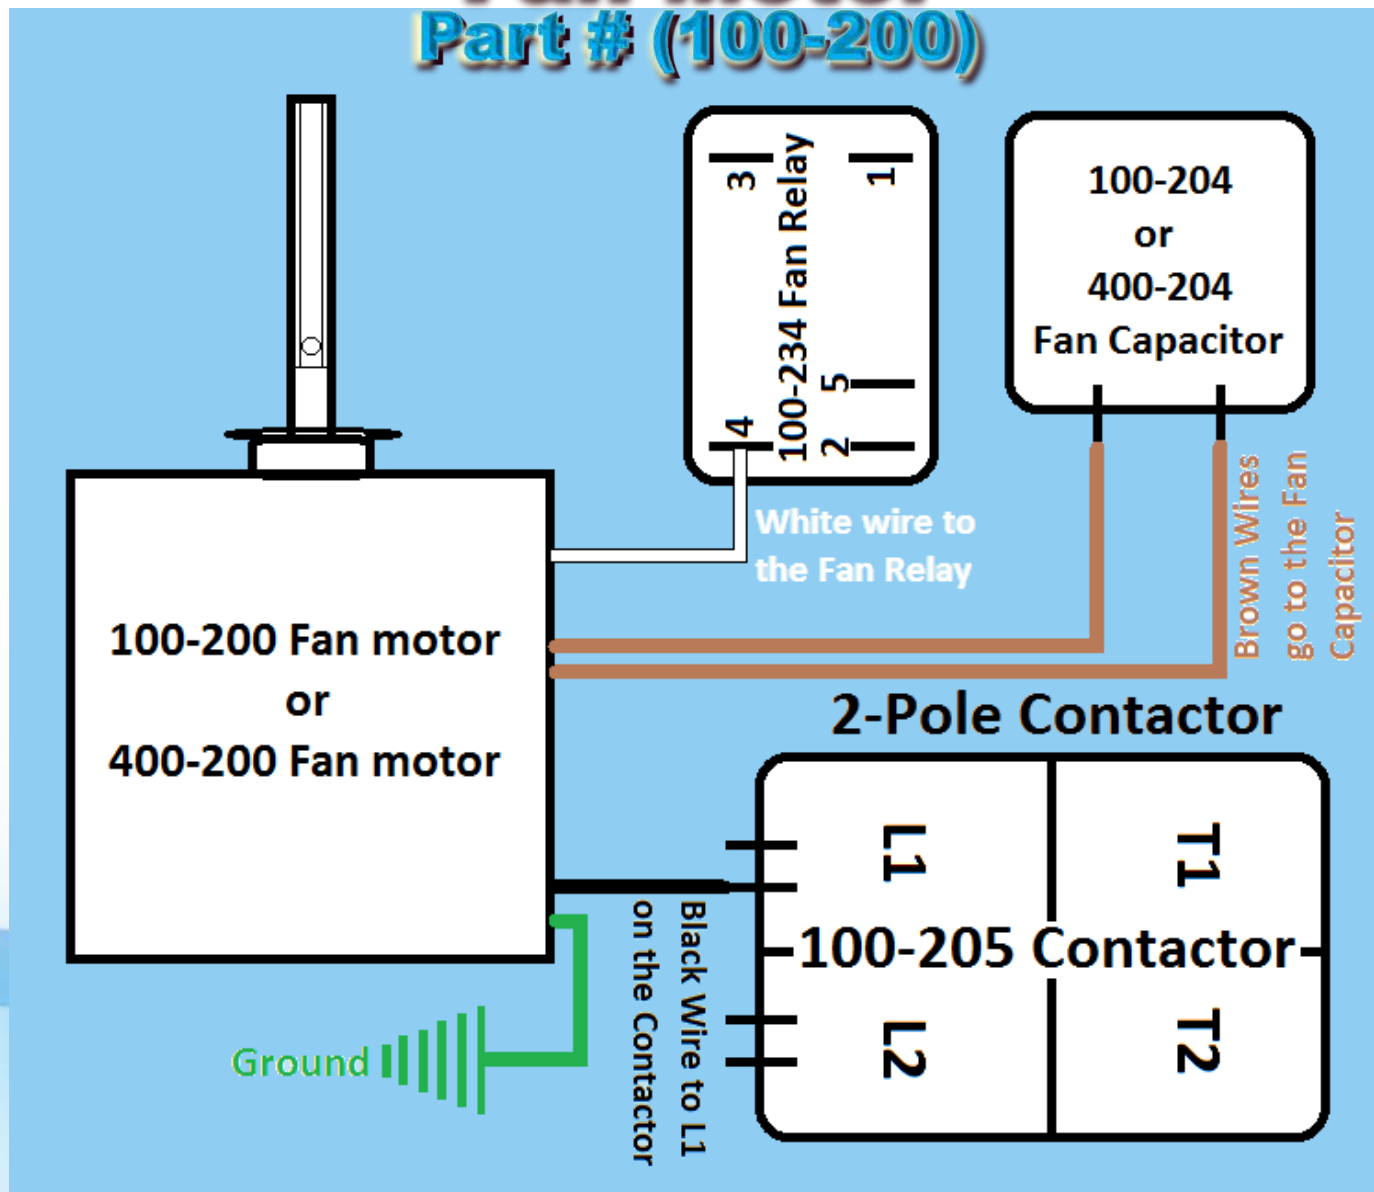 Fan Motor
Part # (100-200)
3
1
100-234 Fan Relay
5
4
2
100-204
or
400-204
Fan Capacitor
White wire to
the Fan Relay
Brown Wires
go to the Fan
Capacitor
100-200 Fan motor
or
400-200 Fan motor
2-Pole Contactor
L1
T1
100-205 Contactor
L2
T2
Black Wire to L1
on the Contactor
Ground